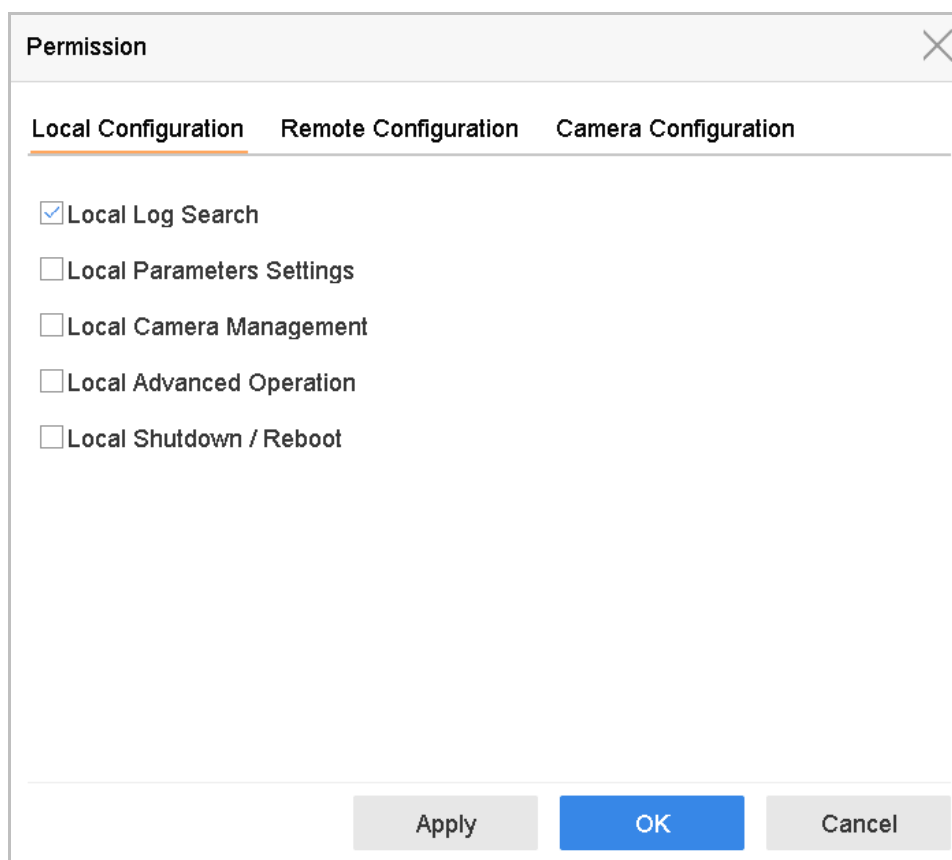 Permission
Local Configuration Remote Configuration Camera Configuration
Local Log Search
Local Parameters Settings
Local Camera Management
Local Advanced Operation
Local Shutdown / Reboot
Apply OK Cancel